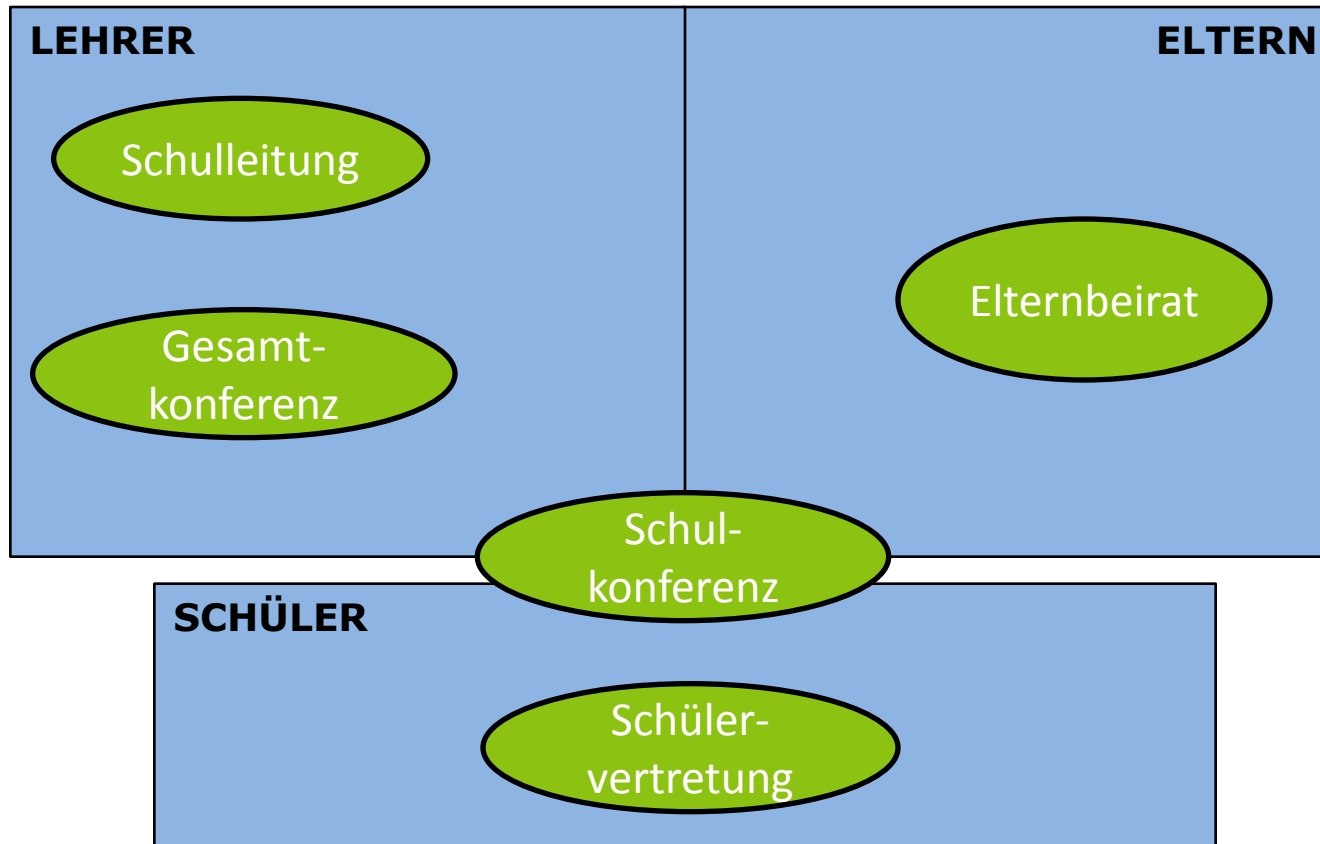 LEHRER
ELTERN
Schulleitung
Elternbeirat
Gesamt-
konferenz
Schul-
konferenz
SCHÜLER
Schüler-
vertretung